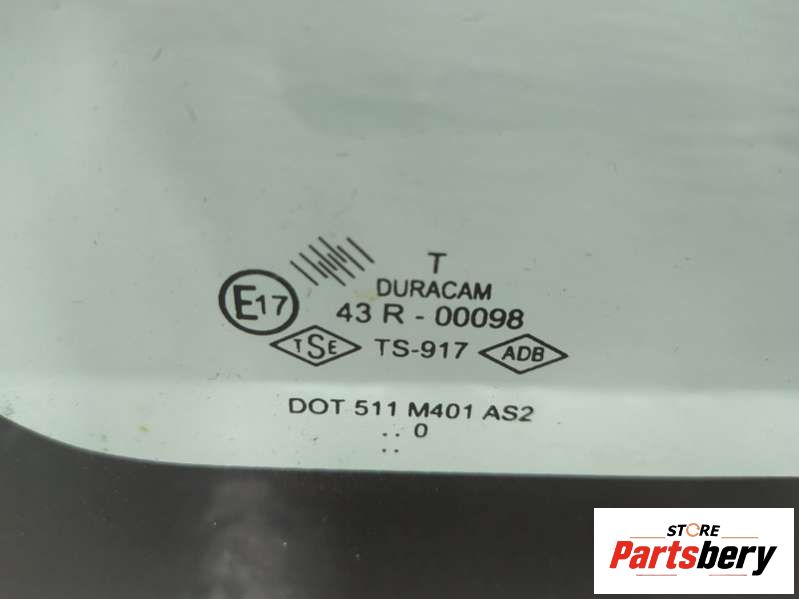 T
DURACAM
E17
43 R - 00098
TSE TS-917 ADB
DOT 511 M401 AS2
.. 0
..
STORE
Partsbery